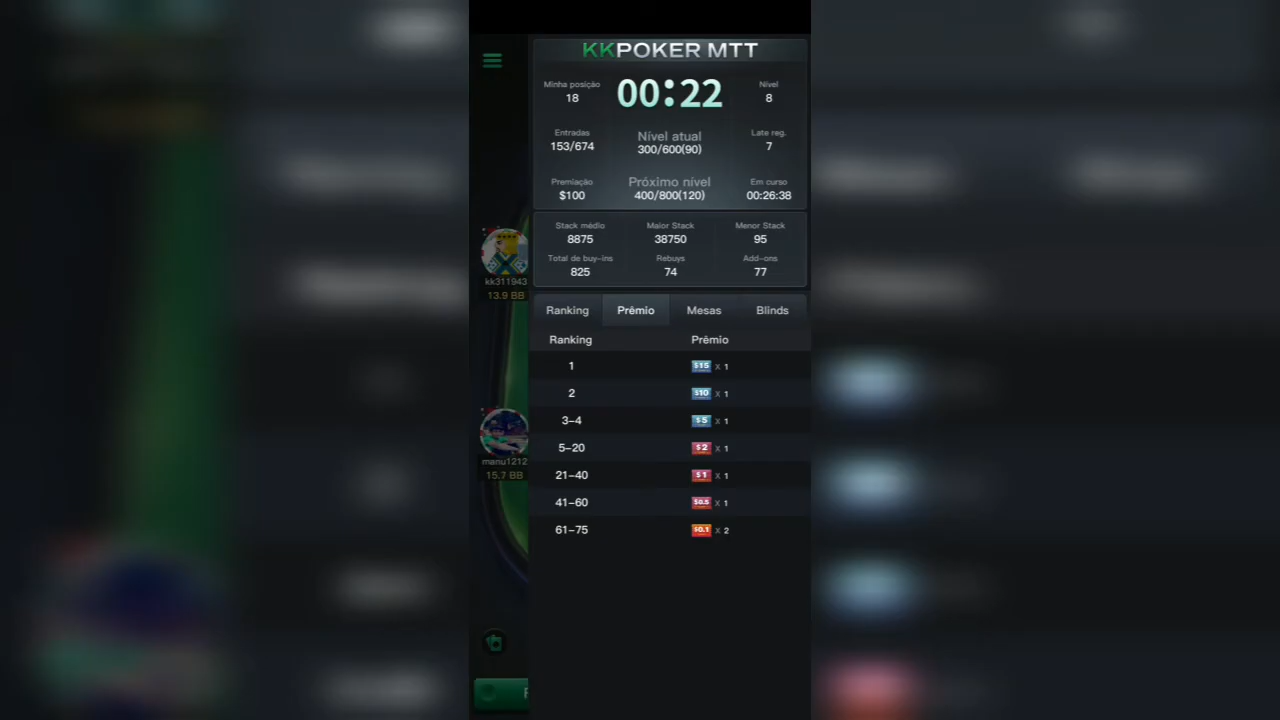 KKPOKER MTT
Minha posição
18
00:22
Nível
8
Entradas
153/674
Nível atual
300/600(90)
Late reg.
7
Premiação
$100
Próximo nível
400/800(120)
Em curso
00:26:38
Stack médio
8875
Maior Stack
38750
Menor Stack
95
Total de buy-ins
825
Rebuys
74
Add-ons
77
kk311943
13.9 BB
Ranking Prêmio Mesas Blinds
Ranking Prêmio
1 $15 X 1
2 $10 X 1
3-4 $5 X 1
5-20 $2 X 1
21-40 $1 X 1
41-60 $0.5 X 1
61-75 $0.1 X 2
manu1212
15.7 BB